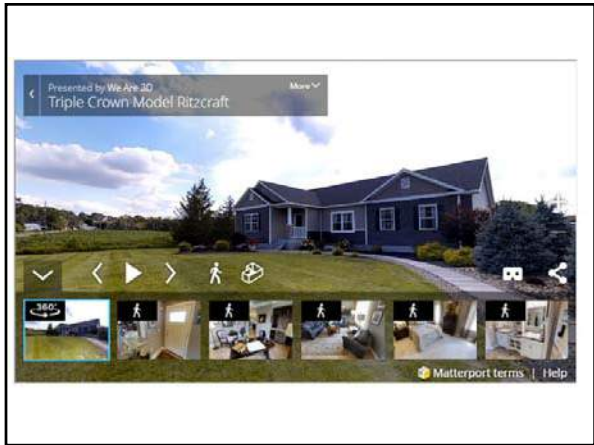 Presented by We Are 3D
More
Triple Crown Model Ritzcraft
360°
Matterport terms | Help